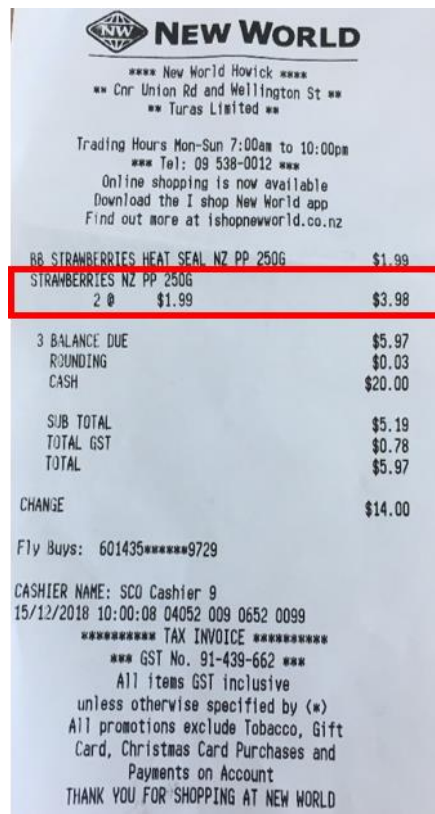 NW NEW WORLD
**** New World Howick ****
** Cnr Union Rd and Wellington St **
** Turas Limited **
Trading Hours Mon-Sun 7:00am to 10:00pm
*** Tel: 09 538-0012 ***
Online shopping is now available
Download the I shop New World app
Find out more at ishopnewworld.co.nz
BB STRAWBERRIES HEAT SEAL NZ PP 250G $1.99
STRAWBERRIES NZ PP 250G
2 @ $1.99 $3.98
3 BALANCE DUE $5.97
ROUNDING $0.03
CASH $20.00
SUB TOTAL $5.19
TOTAL GST $0.78
TOTAL $5.97
CHANGE $14.00
Fly Buys: 601435******9729
CASHIER NAME: SCO Cashier 9
15/12/2018 10:00:08 04052 009 0652 0099
********** TAX INVOICE **********
*** GST No. 91-439-662 ***
All items GST inclusive
unless otherwise specified by (*)
All promotions exclude Tobacco, Gift
Card, Christmas Card Purchases and
Payments on Account
THANK YOU FOR SHOPPING AT NEW WORLD